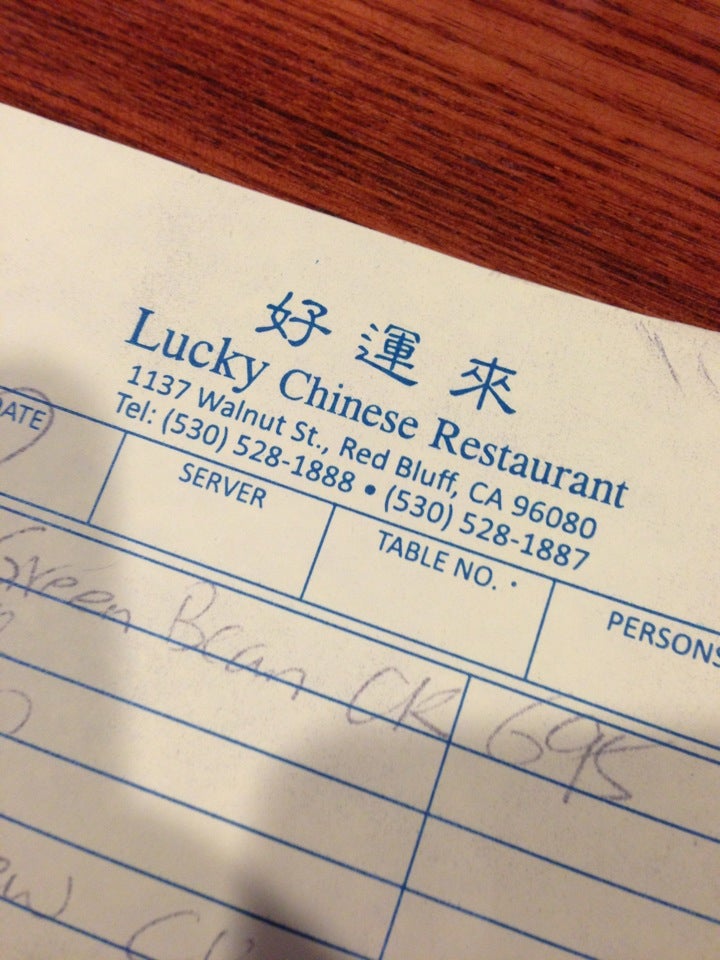 好運來
Lucky Chinese Restaurant
1137 Walnut St., Red Bluff, CA 96080
Tel: (530) 528-1888 • (530) 528-1887
DATE SERVER TABLE NO. PERSONS
Green Bean CK 695